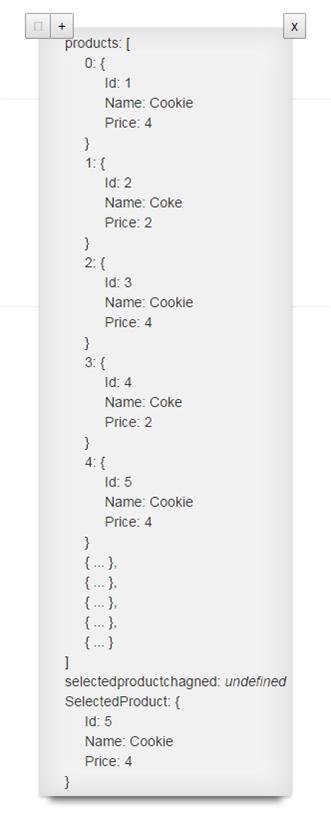 + x
products: [
0: {
Id: 1
Name: Cookie
Price: 4
}
1: {
Id: 2
Name: Coke
Price: 2
}
2: {
Id: 3
Name: Cookie
Price: 4
}
3: {
Id: 4
Name: Coke
Price: 2
}
4: {
Id: 5
Name: Cookie
Price: 4
}
{ ... },
{ ... },
{ ... },
{ ... },
{ ... }
]
selectedproductchagned: undefined
SelectedProduct: {
Id: 5
Name: Cookie
Price: 4
}